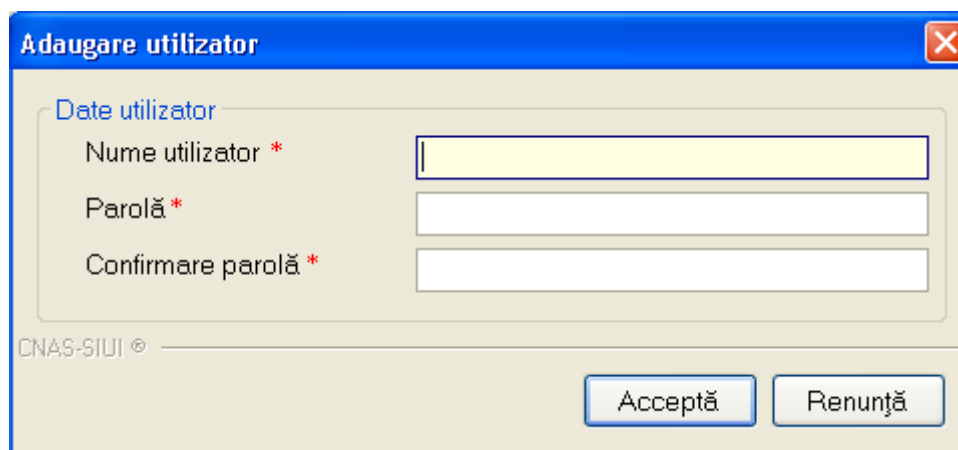 Adaugare utilizator
Date utilizator
Nume utilizator *
Parolă *
Confirmare parolă *
CNAS-SIUI ®
Acceptă Renunţă